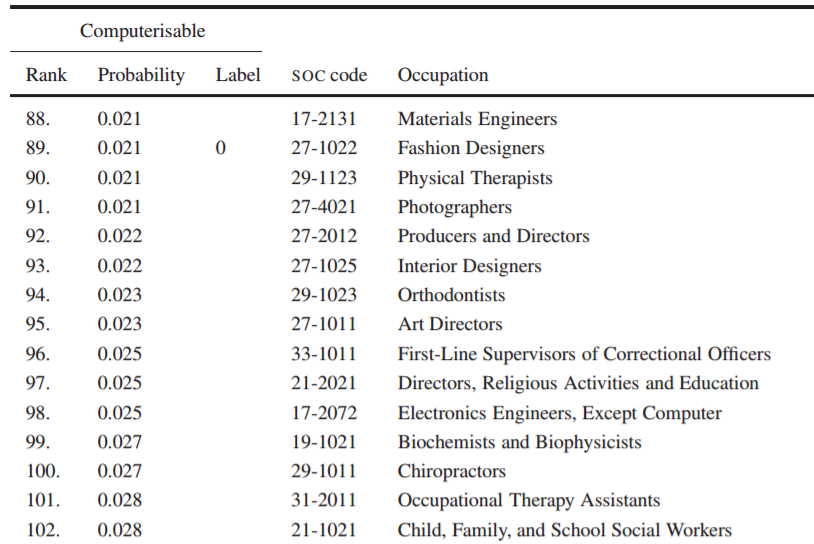 Computerisable
Rank Probability Label SOC code Occupation
88. 0.021 17-2131 Materials Engineers
89. 0.021 0 27-1022 Fashion Designers
90. 0.021 29-1123 Physical Therapists
91. 0.021 27-4021 Photographers
92. 0.022 27-2012 Producers and Directors
93. 0.022 27-1025 Interior Designers
94. 0.023 29-1023 Orthodontists
95. 0.023 27-1011 Art Directors
96. 0.025 33-1011 First-Line Supervisors of Correctional Officers
97. 0.025 21-2021 Directors, Religious Activities and Education
98. 0.025 17-2072 Electronics Engineers, Except Computer
99. 0.027 19-1021 Biochemists and Biophysicists
100. 0.027 29-1011 Chiropractors
101. 0.028 31-2011 Occupational Therapy Assistants
102. 0.028 21-1021 Child, Family, and School Social Workers